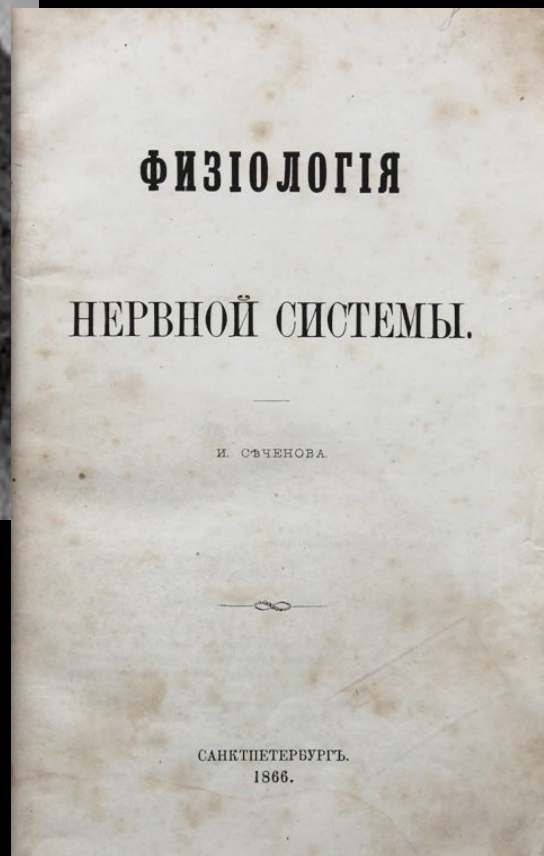 ФИЗІОЛОГІЯ
НЕРВНОЙ СИСТЕМЫ.
И. СѢЧЕНОВА.
САНКТПЕТЕРБУРГЪ.
1866.